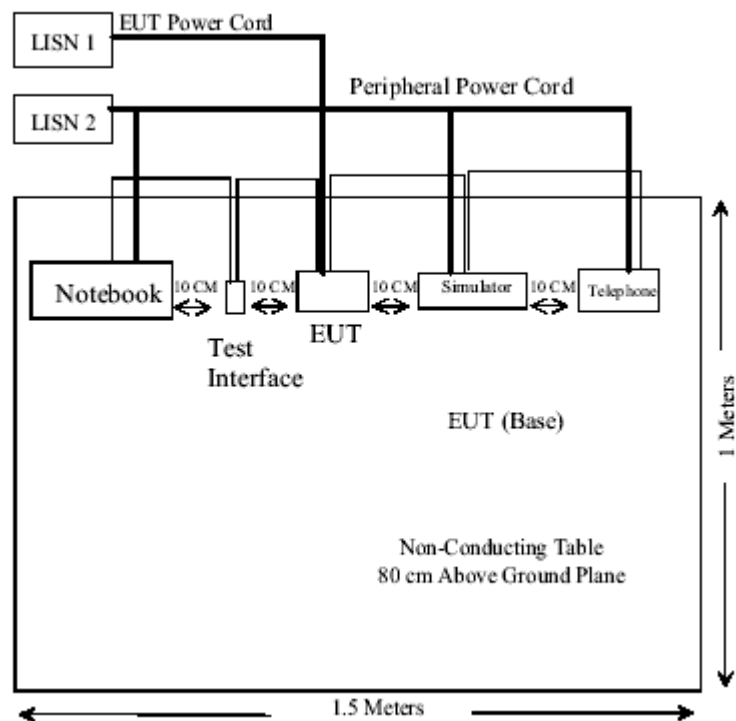 EUT Power Cord
LISN 1
Peripheral Power Cord
LISN 2
Notebook
10 CM
10 CM
EUT
10 CM
Simulator
10 CM
Telephone
Test
Interface
EUT (Base)
1 Meters
Non-Conducting Table
80 cm Above Ground Plane
1.5 Meters